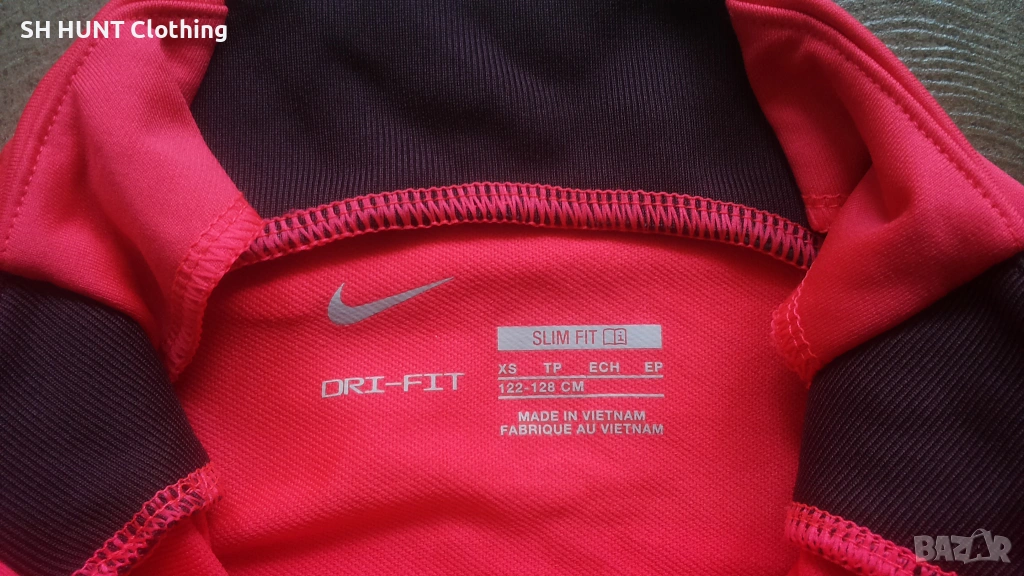 SH HUNT Clothing
DRI-FIT
SLIM FIT
XS TP ECH EP
122-128 CM
MADE IN VIETNAM
FABRIQUE AU VIETNAM
BAZAR